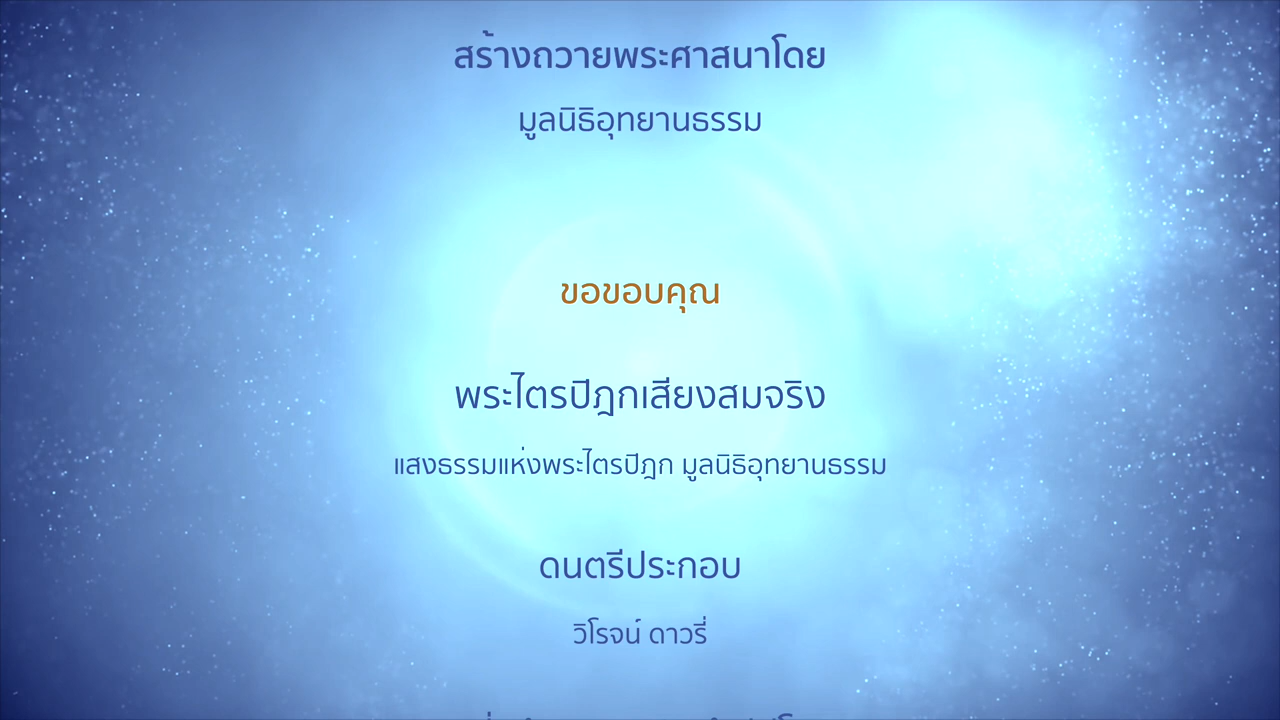 สร้างถวายพระศาสนาโดย
มูลนิธิอุทยานธรรม
ขอขอบคุณ
พระไตรปิฎกเสียงสมจริง
แสงธรรมแห่งพระไตรปิฎก มูลนิธิอุทยานธรรม
ดนตรีประกอบ
วิโรจน์ ดาวรี่